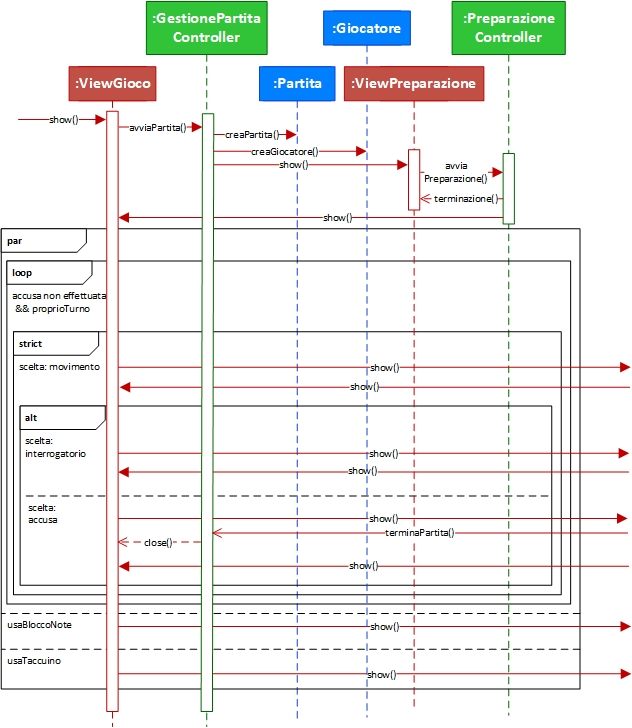 :GestionePartita
Controller
:Giocatore
:Preparazione
Controller
:ViewGioco
:Partita
:ViewPreparazione
show()
avviaPartita()
creaPartita()
creaGiocatore()
show()
avvia
Preparazione()
terminazione()
show()
par
loop
accusa non effettuata
&& proprioTurno
strict
scelta: movimento
show()
show()
alt
scelta:
interrogatorio
show()
show()
scelta:
accusa
show()
terminaPartita()
close()
show()
usaBloccoNote
show()
usaTaccuino
show()